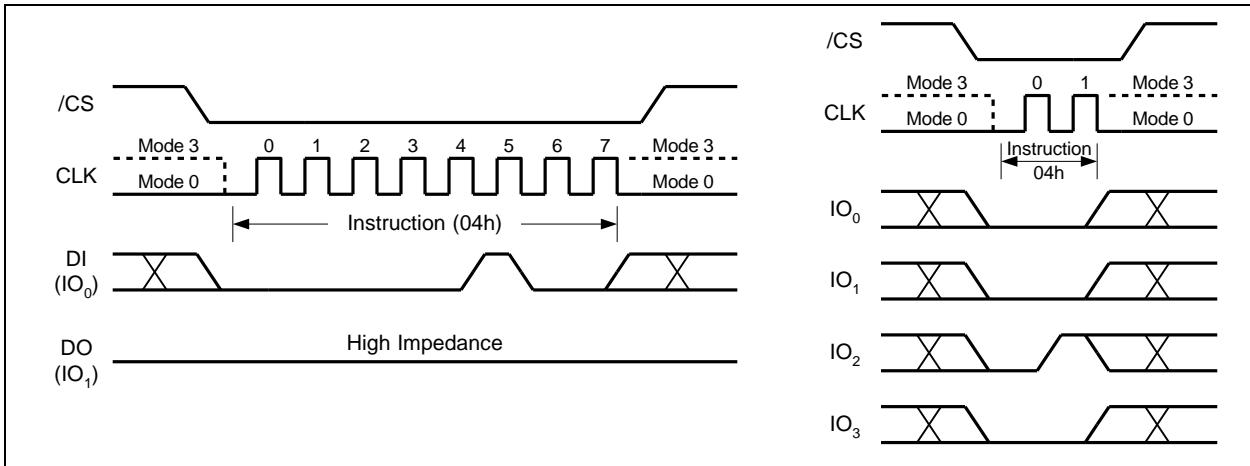 /CS
Mode 3
0 1 2 3 4 5 6 7
Mode 3
CLK
Mode 0
Mode 0
Instruction (04h)
DI
(IO0)
High Impedance
DO
(IO1)
/CS
Mode 3
0 1
Mode 3
CLK
Mode 0
Mode 0
Instruction
04h
IO0
IO1
IO2
IO3